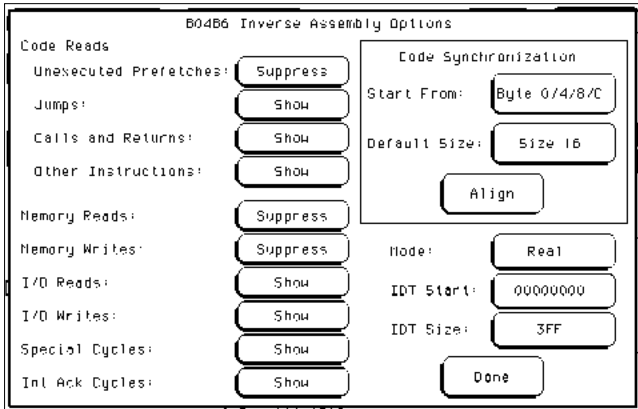 80486 Inverse Assembly Options
Code Reads
Unexecuted Prefetches: Suppress
Jumps: Show
Calls and Returns: Show
Other Instructions: Show
Memory Reads: Suppress
Memory Writes: Suppress
I/O Reads: Show
I/O Writes: Show
Special Cycles: Show
Int Ack Cycles: Show
Code Synchronization
Start From: Byte 0/4/8/C
Default Size: Size 16
Align
Mode: Real
IDT Start: 00000000
IDT Size: 3FF
Done